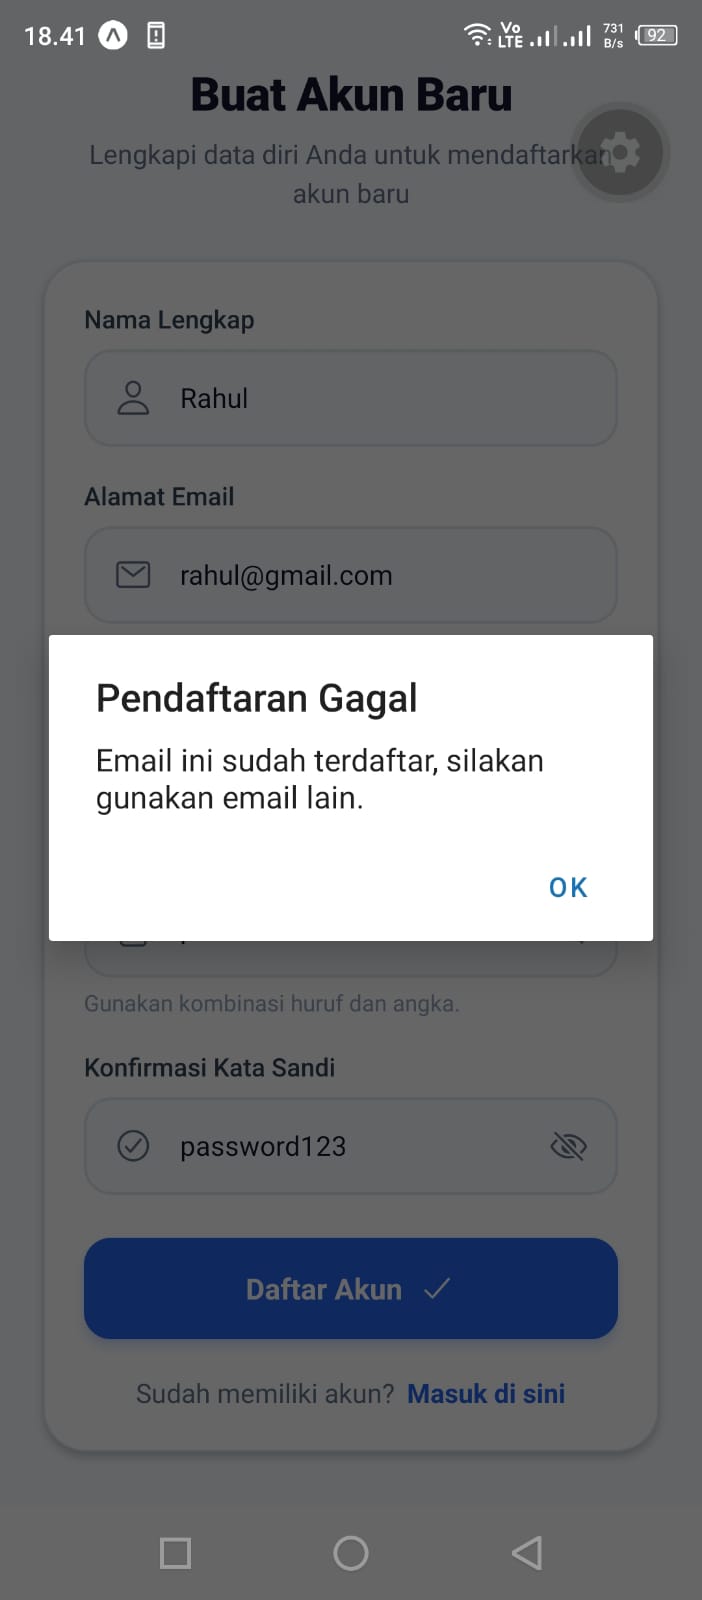 18.41
Vo
LTE
731
B/s
92
Buat Akun Baru
Lengkapi data diri Anda untuk mendaftarkan
akun baru
Nama Lengkap
Rahul
Alamat Email
rahul@gmail.com
Pendaftaran Gagal
Email ini sudah terdaftar, silakan
gunakan email lain.
OK
Gunakan kombinasi huruf dan angka.
Konfirmasi Kata Sandi
password123
Daftar Akun
Sudah memiliki akun? Masuk di sini